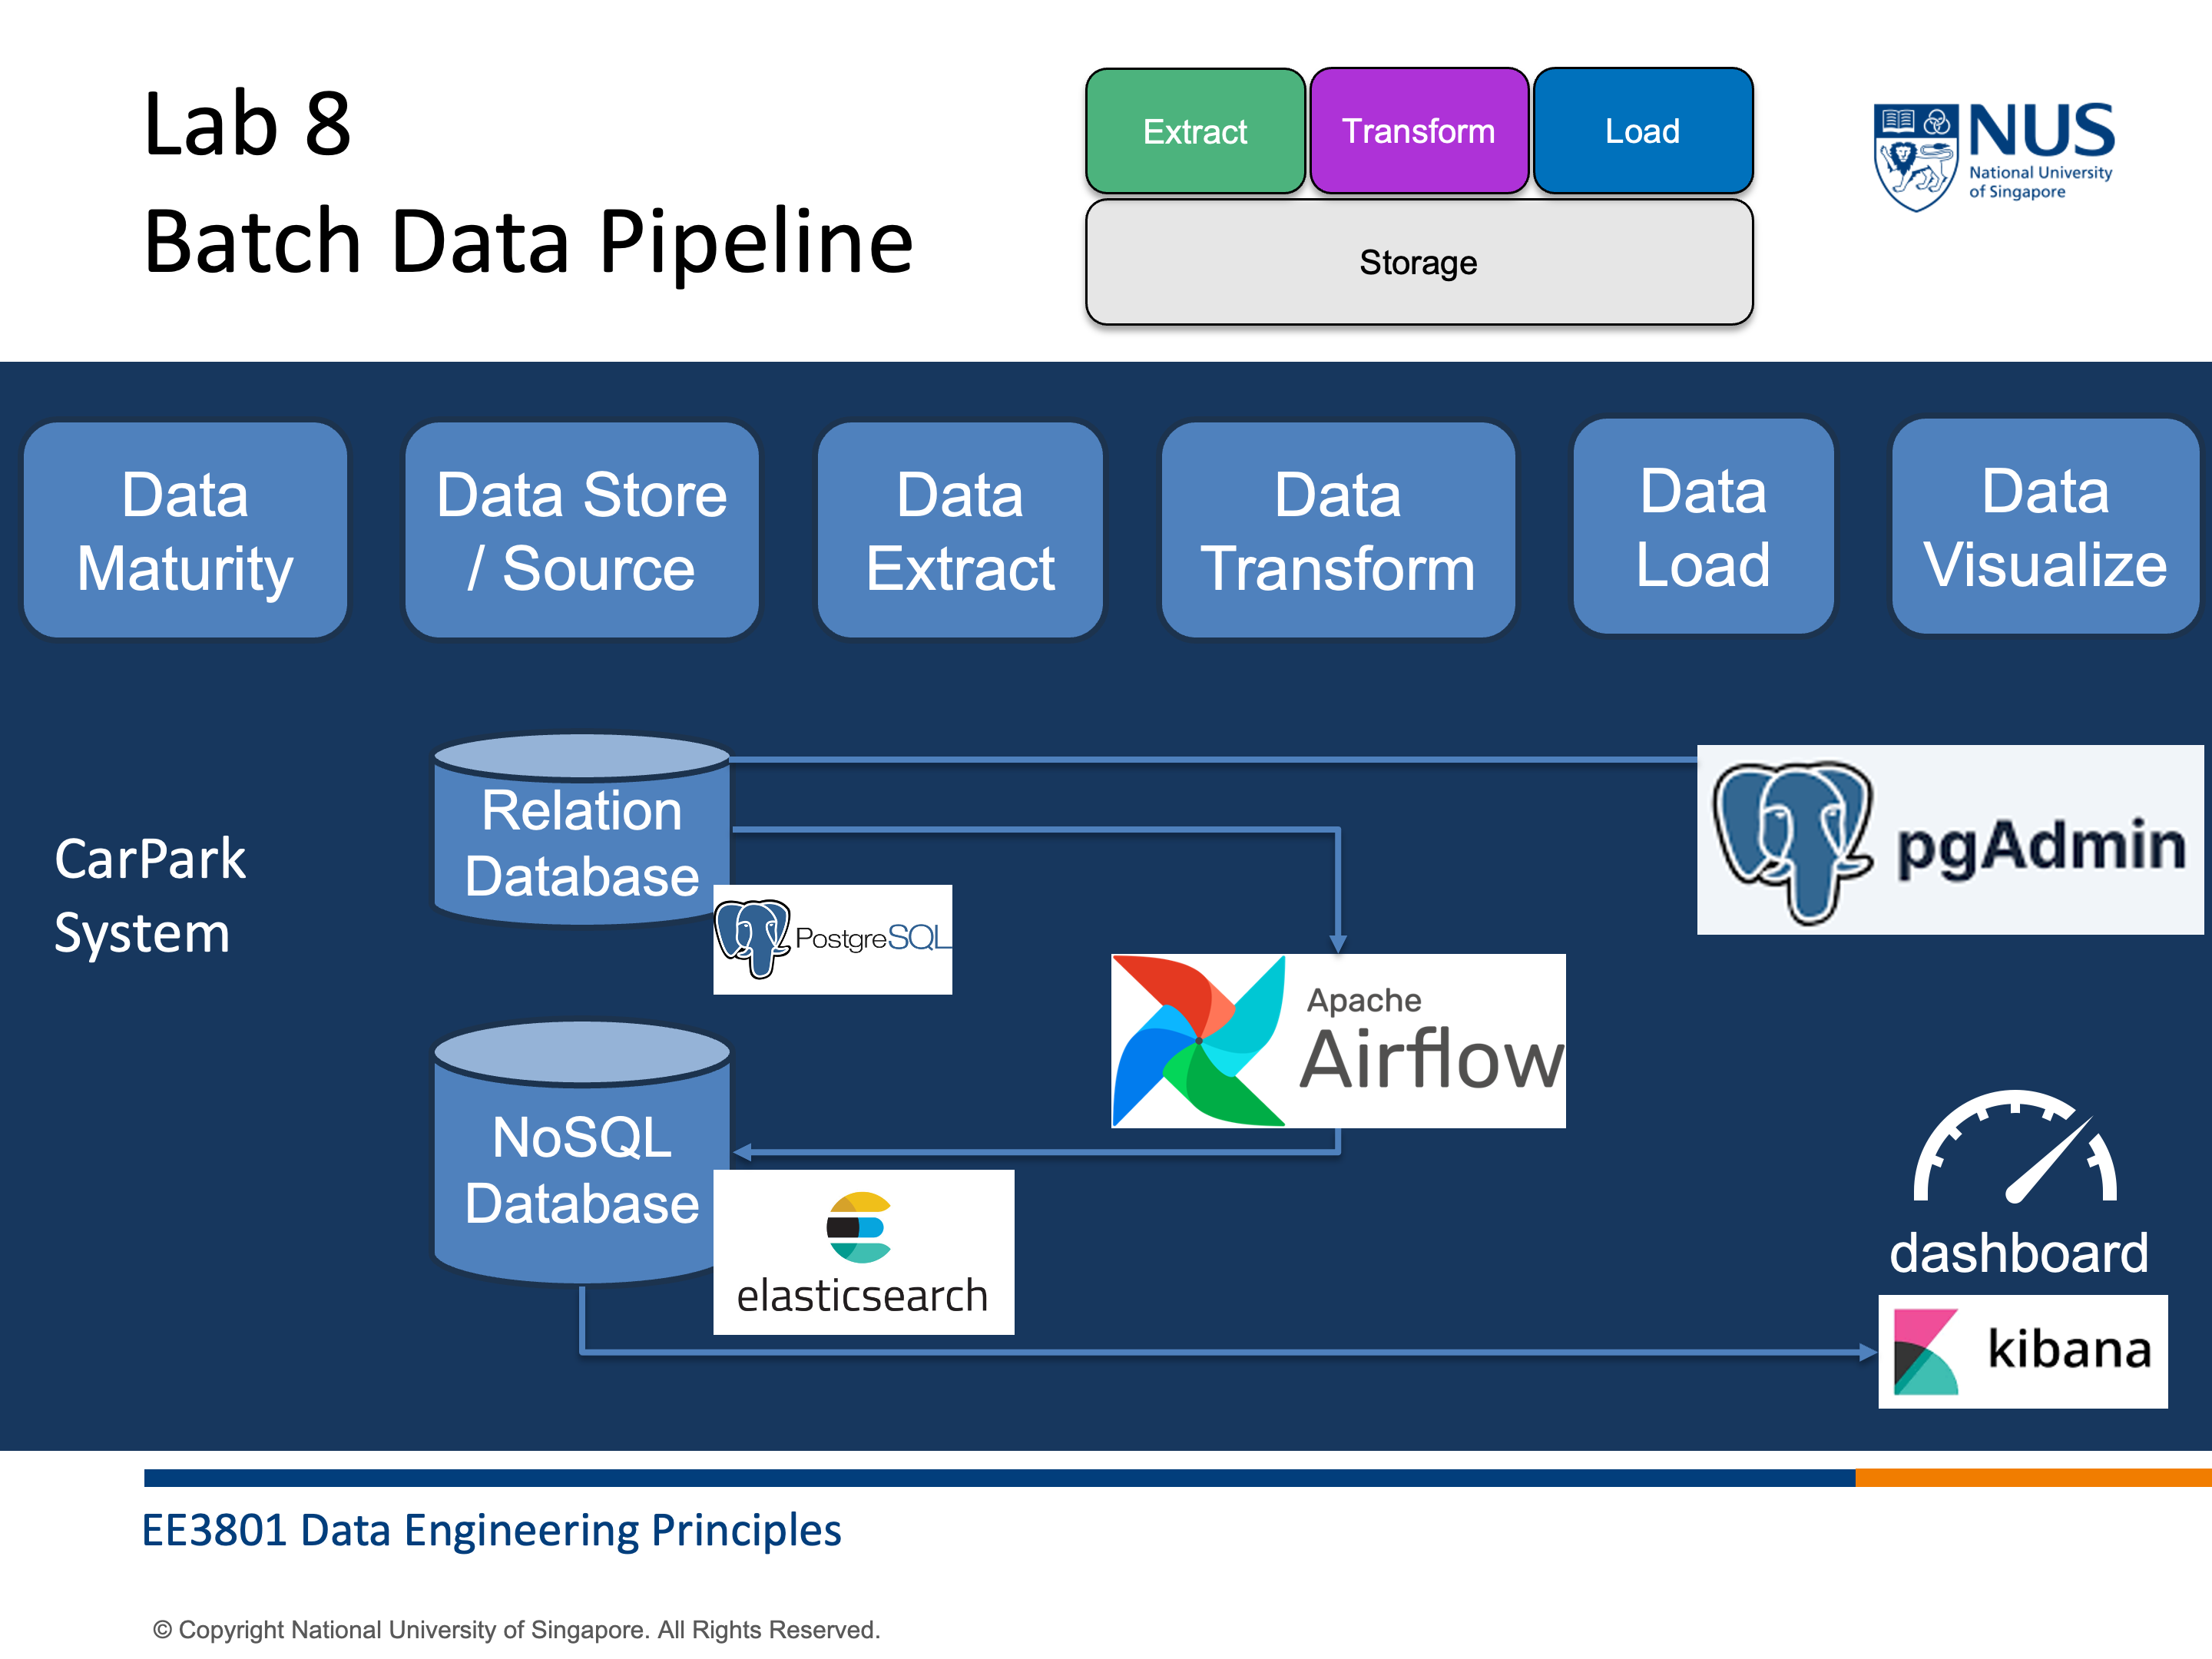 Lab 8
Batch Data Pipeline
Extract
Transform
Load
Storage
NUS
National University
of Singapore
Data
Maturity
Data Store
/ Source
Data
Extract
Data
Transform
Data
Load
Data
Visualize
CarPark
System
Relation
Database
PostgreSQL
pgAdmin
Apache
Airflow
NoSQL
Database
elasticsearch
dashboard
kibana
EE3801 Data Engineering Principles
© Copyright National University of Singapore. All Rights Reserved.